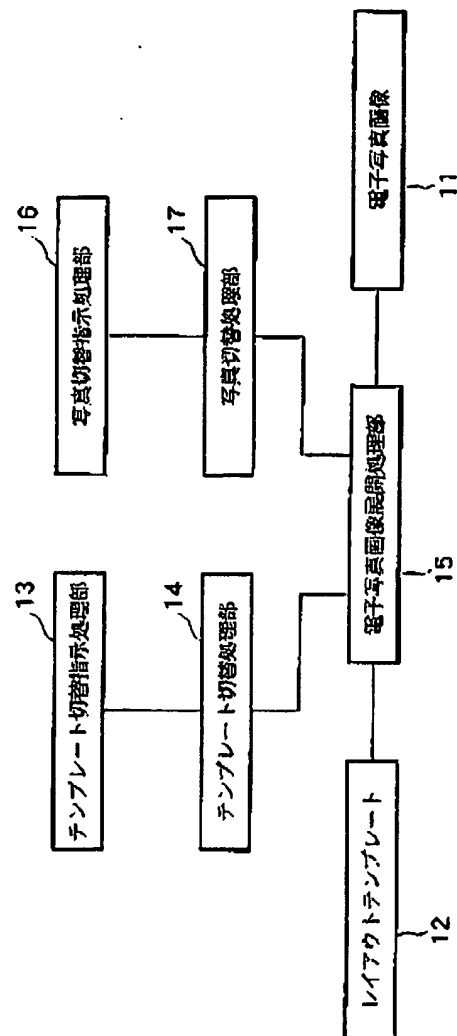 13
テンプレート切替指示処理部
16
写真切替指示処理部
14
テンプレート切替処理部
17
写真切替処理部
レイアウトテンプレート
12
電子写真画像展開処理部
15
電子写真画像
11